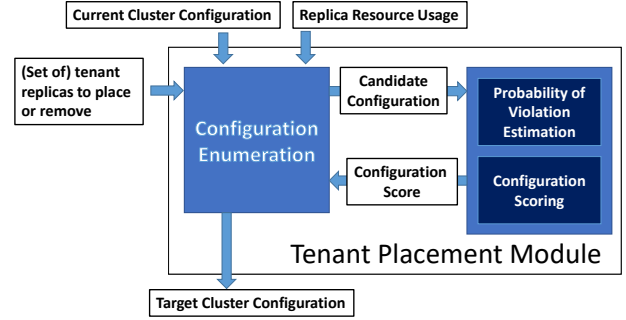 Current Cluster Configuration
Replica Resource Usage
(Set of) tenant
replicas to place
or remove
Configuration
Enumeration
Candidate
Configuration
Probability of
Violation
Estimation
Configuration
Score
Configuration
Scoring
Tenant Placement Module
Target Cluster Configuration